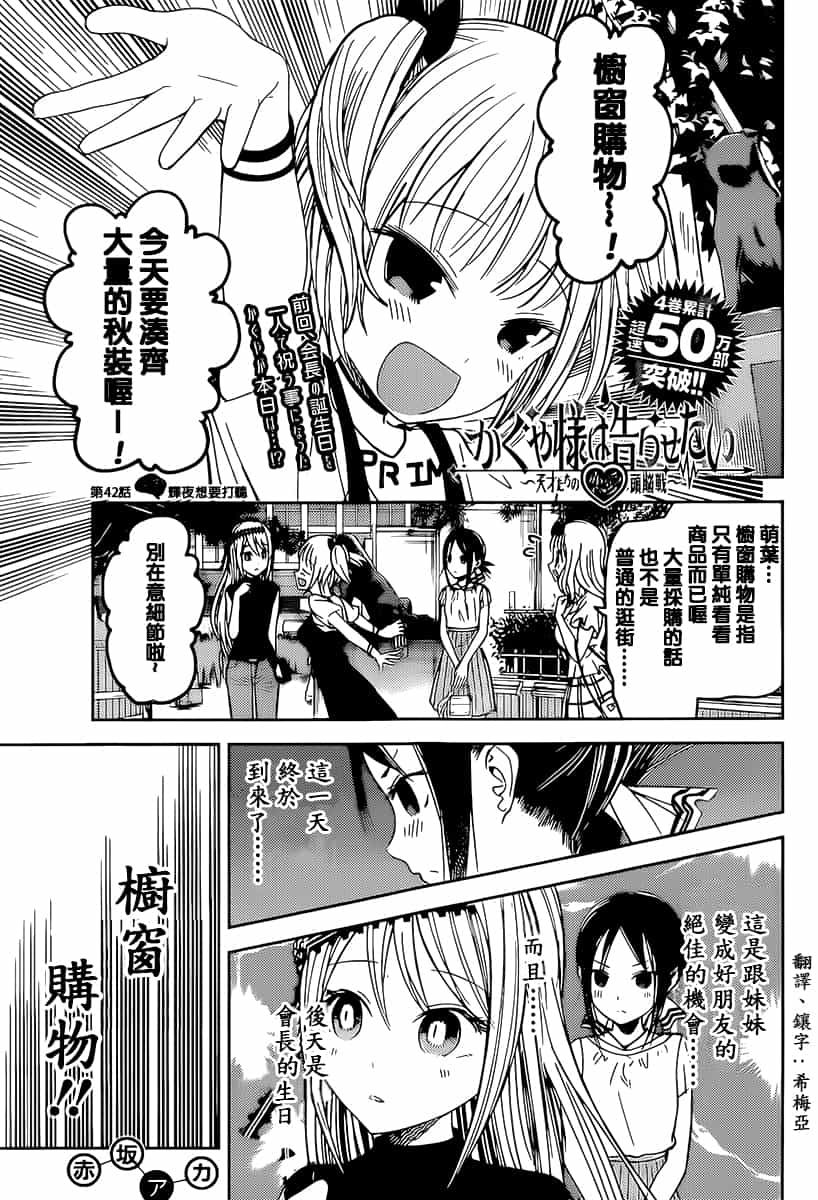 櫥窗購物~~！
今天要湊齊
大量的秋裝喔ー！
前回、会長の誕生日を
一人で祝う事になった
かぐや。本日は…!?
4巻累計
50万部
超速
突破!!
かぐや様は告らせたい
～天才たちの恋愛頭脳戦～
第42話
輝夜想要打聽
萌葉…
櫥窗購物是指
只有單純看看
商品而已喔
大量採購的話
也不是
普通的逛街……
別在意細節啦~
這一天
終於
到來了……
這是跟妹妹
變成好朋友的
絕佳的機會……
而且……
後天是
會長的生日
櫥窗
購物!!
赤坂アカ
翻譯、鑲字：希梅亞